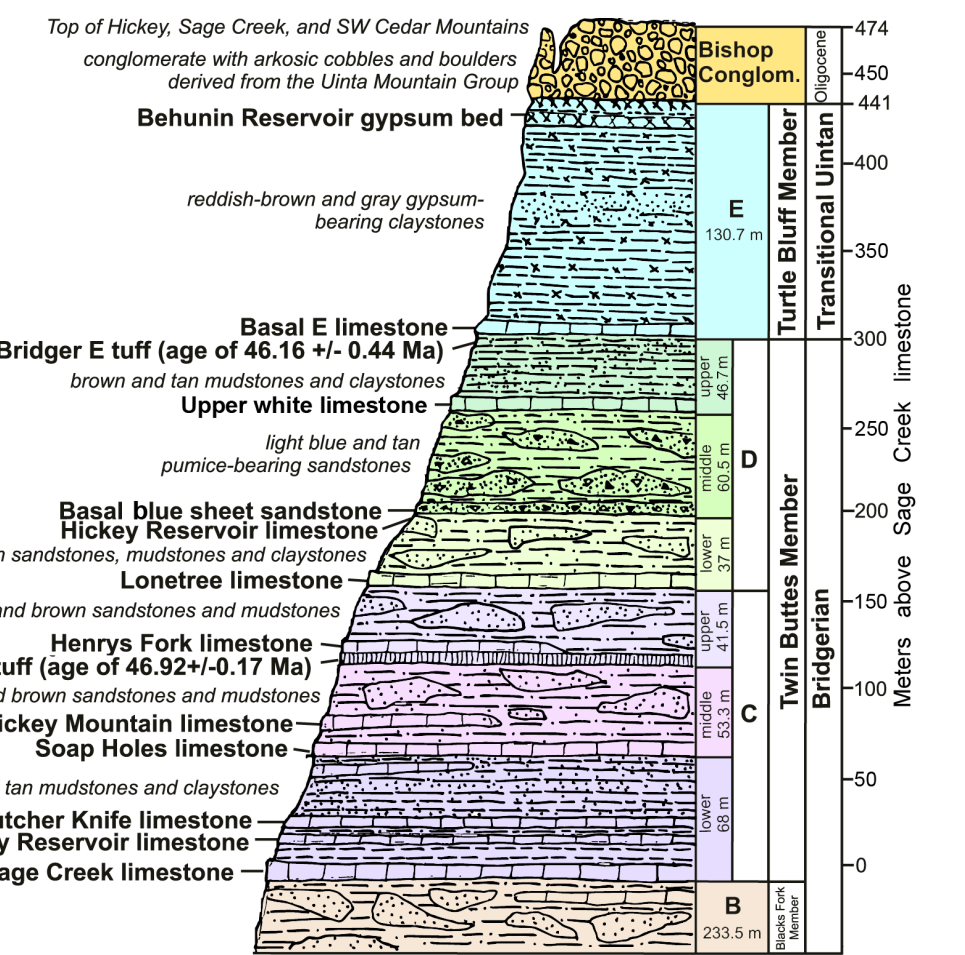 Top of Hickey, Sage Creek, and SW Cedar Mountains
conglomerate with arkosic cobbles and boulders
derived from the Uinta Mountain Group
Behunin Reservoir gypsum bed
reddish-brown and gray gypsum-
bearing claystones
Basal E limestone
Bridger E tuff (age of 46.16 +/- 0.44 Ma)
brown and tan mudstones and claystones
Upper white limestone
light blue and tan
pumice-bearing sandstones
Basal blue sheet sandstone
Hickey Reservoir limestone
sandstones, mudstones and claystones
Lonetree limestone
and brown sandstones and mudstones
Henrys Fork limestone
tuff (age of 46.92+/-0.17 Ma)
brown sandstones and mudstones
ickey Mountain limestone
Soap Holes limestone
tan mudstones and claystones
utcher Knife limestone
y Reservoir limestone
age Creek limestone
Bishop
Conglom.
E
130.7 m
upper
46.7m
middle
60.5 m
D
lower
37 m
upper
41.5 m
middle
53.3 m
C
lower
68 m
B
233.5 m
Turtle Bluff Member
Twin Buttes Member
Blacks Fork
Member
Oligocene
Transitional Uintan
Bridgerian
474
450
441
400
350
300
250
200
150
100
50
0
Meters above Sage Creek limestone